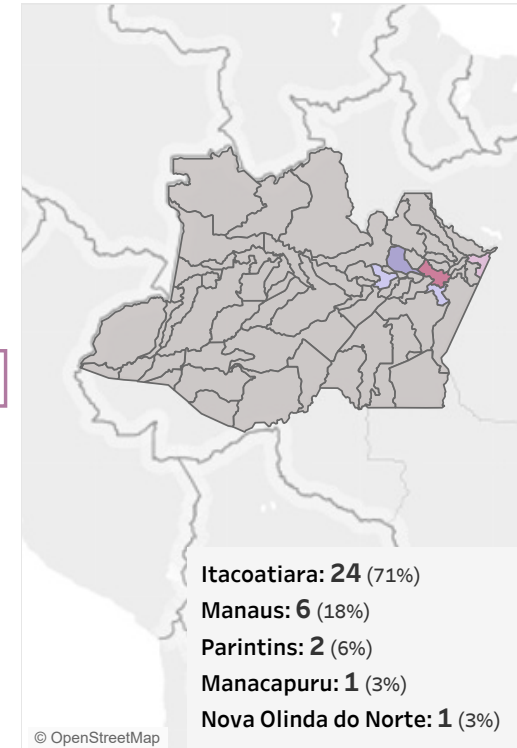 Itacoatiara: 24 (71%)
Manaus: 6 (18%)
Parintins: 2 (6%)
Manacapuru: 1 (3%)
Nova Olinda do Norte: 1 (3%)
© OpenStreetMap